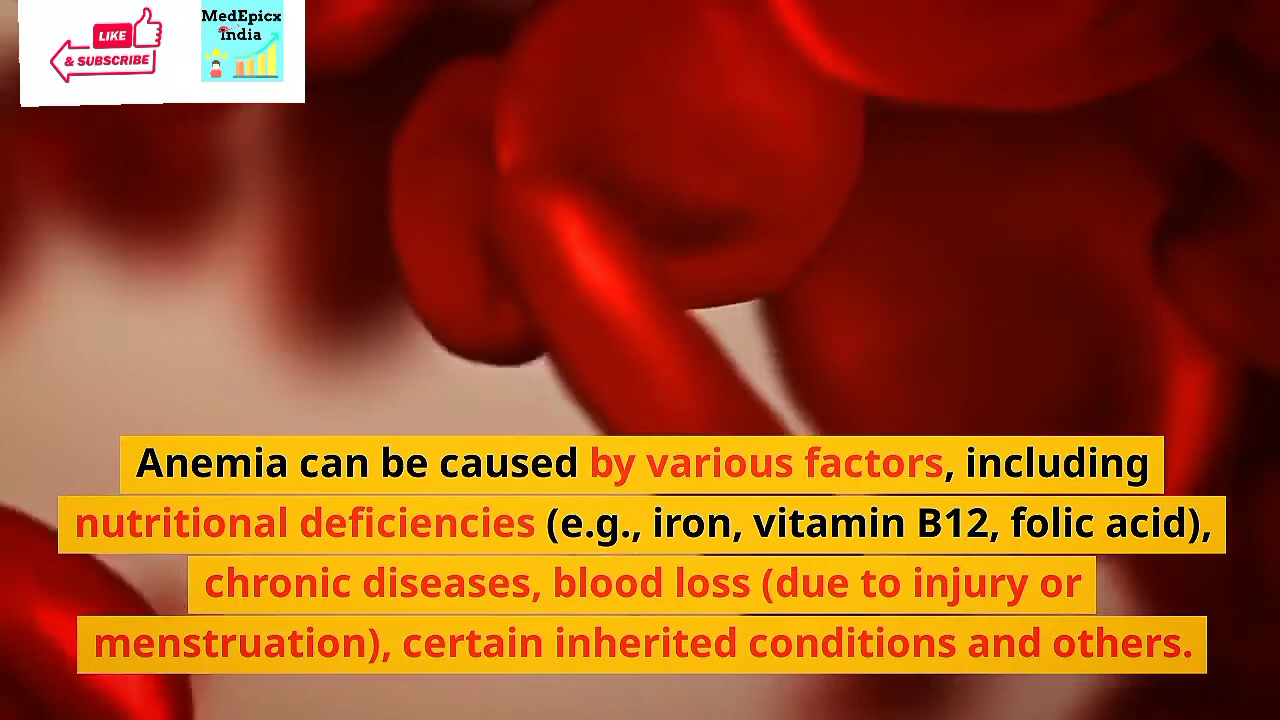 LIKE
& SUBSCRIBE
MedEpicx
India
Anemia can be caused by various factors, including
nutritional deficiencies (e.g., iron, vitamin B12, folic acid),
chronic diseases, blood loss (due to injury or
menstruation), certain inherited conditions and others.